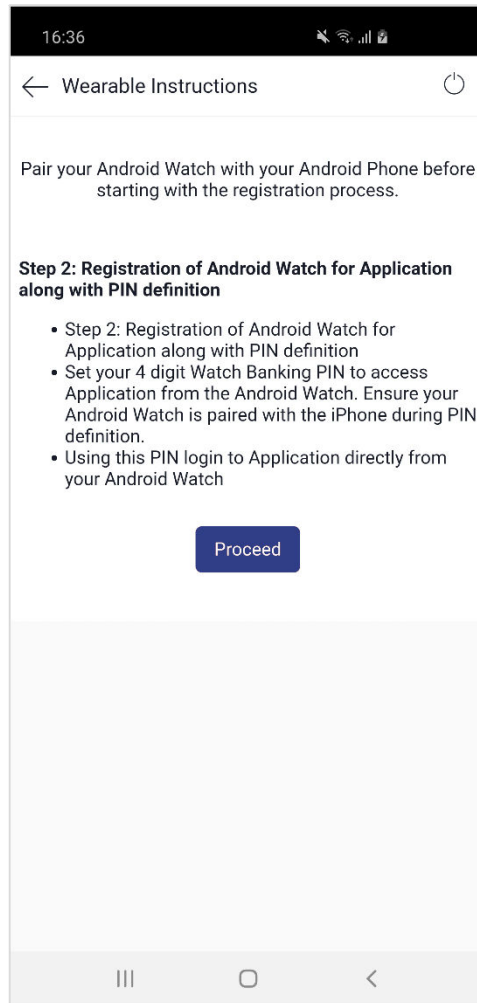 16:36
Wearable Instructions
Pair your Android Watch with your Android Phone before
starting with the registration process.
Step 2: Registration of Android Watch for Application
along with PIN definition
• Step 2: Registration of Android Watch for
Application along with PIN definition
• Set your 4 digit Watch Banking PIN to access
Application from the Android Watch. Ensure your
Android Watch is paired with the iPhone during PIN
definition.
• Using this PIN login to Application directly from
your Android Watch
Proceed